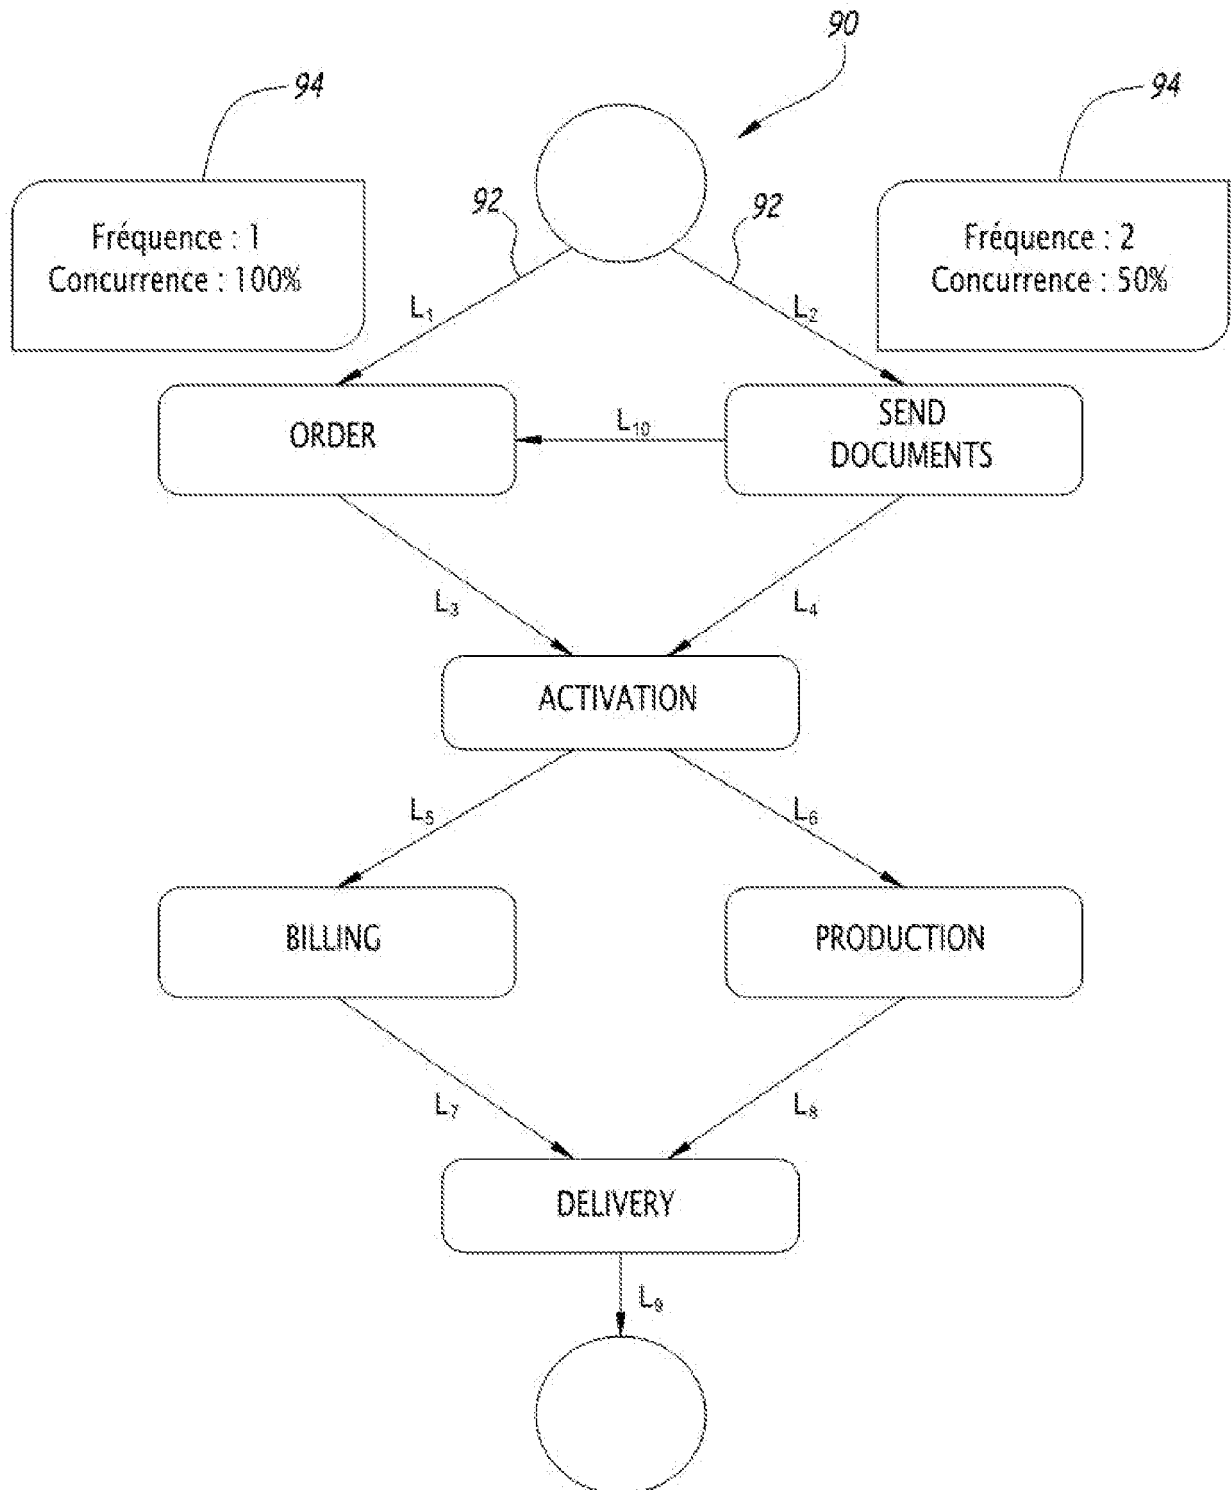 90
94
94
92
92
Fréquence : 1
Concurrence : 100%
Fréquence : 2
Concurrence : 50%
L₁
L₂
ORDER
L₁₀
SEND
DOCUMENTS
L₃
L₄
ACTIVATION
L₅
L₆
BILLING
PRODUCTION
L₇
L₈
DELIVERY
L₉